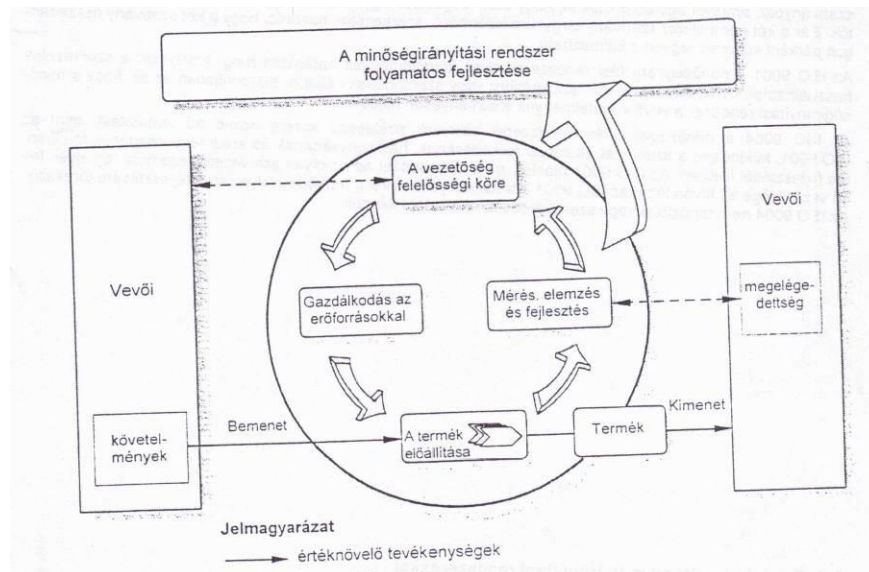 A minőségirányítási rendszer
folyamatos fejlesztése
A vezetőség
felelősségi köre
Vevői
Vevői
Gazdálkodás az
erőforrásokkal
Mérés. elemzés
és fejlesztés
megelége-
dettség
követel-
mények
Bemenet
A termék
előállítása
Termék
Kimenet
Jelmagyarázat
értéknövelő tevékenységek